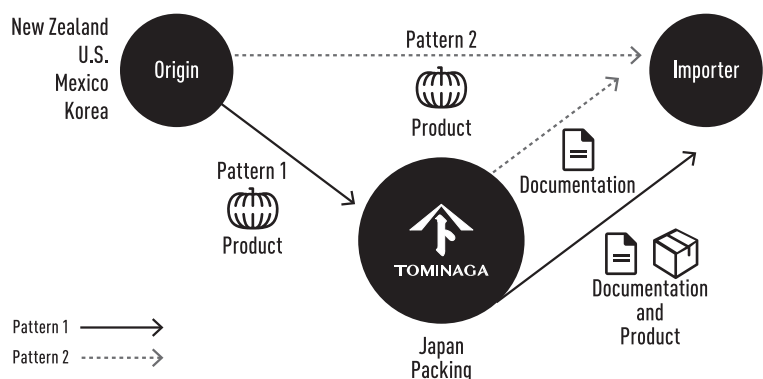 New Zealand
U.S.
Mexico
Korea
Origin
Pattern 2
Product
Importer
Pattern 1
Product
Documentation
TOMINAGA
Documentation
and
Product
Japan
Packing
Pattern 1
Pattern 2